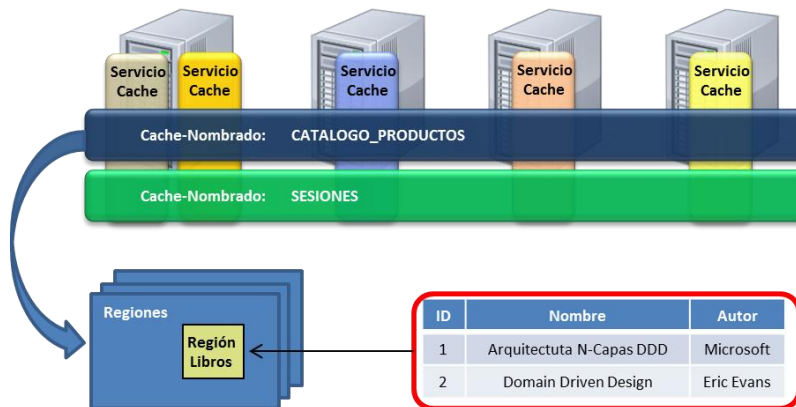 Servicio
Cache
Servicio
Cache
Servicio
Cache
Servicio
Cache
Servicio
Cache
Cache-Nombrado: CATALOGO_PRODUCTOS
Cache-Nombrado: SESIONES
Regiones
Región
Libros
ID Nombre Autor
1 Arquitectuta N-Capas DDD Microsoft
2 Domain Driven Design Eric Evans